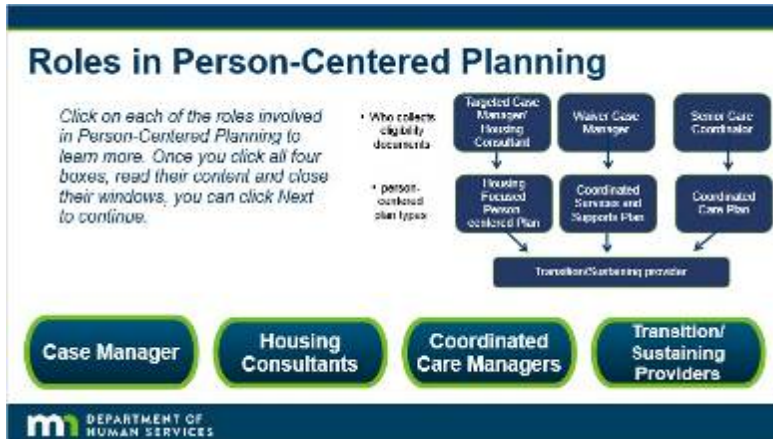 Roles in Person-Centered Planning
Click on each of the roles involved
in Person-Centered Planning to
learn more. Once you click all four
boxes, read their content and close
their windows, you can click Next
to continue.
• Who collects
eligibility
documents
Targeted Case
Manager/
Housing
Consultant
Waiver Case
Manager
Senior Care
Coordinator
• person-
centered
plan types
Housing
Focused
Person
centered Plan
Coordinated
Services and
Supports Plan
Coordinated
Care Plan
Transition/Sustaining provider
Case Manager
Housing
Consultants
Coordinated
Care Managers
Transition/
Sustaining
Providers
mn DEPARTMENT OF
HUMAN SERVICES